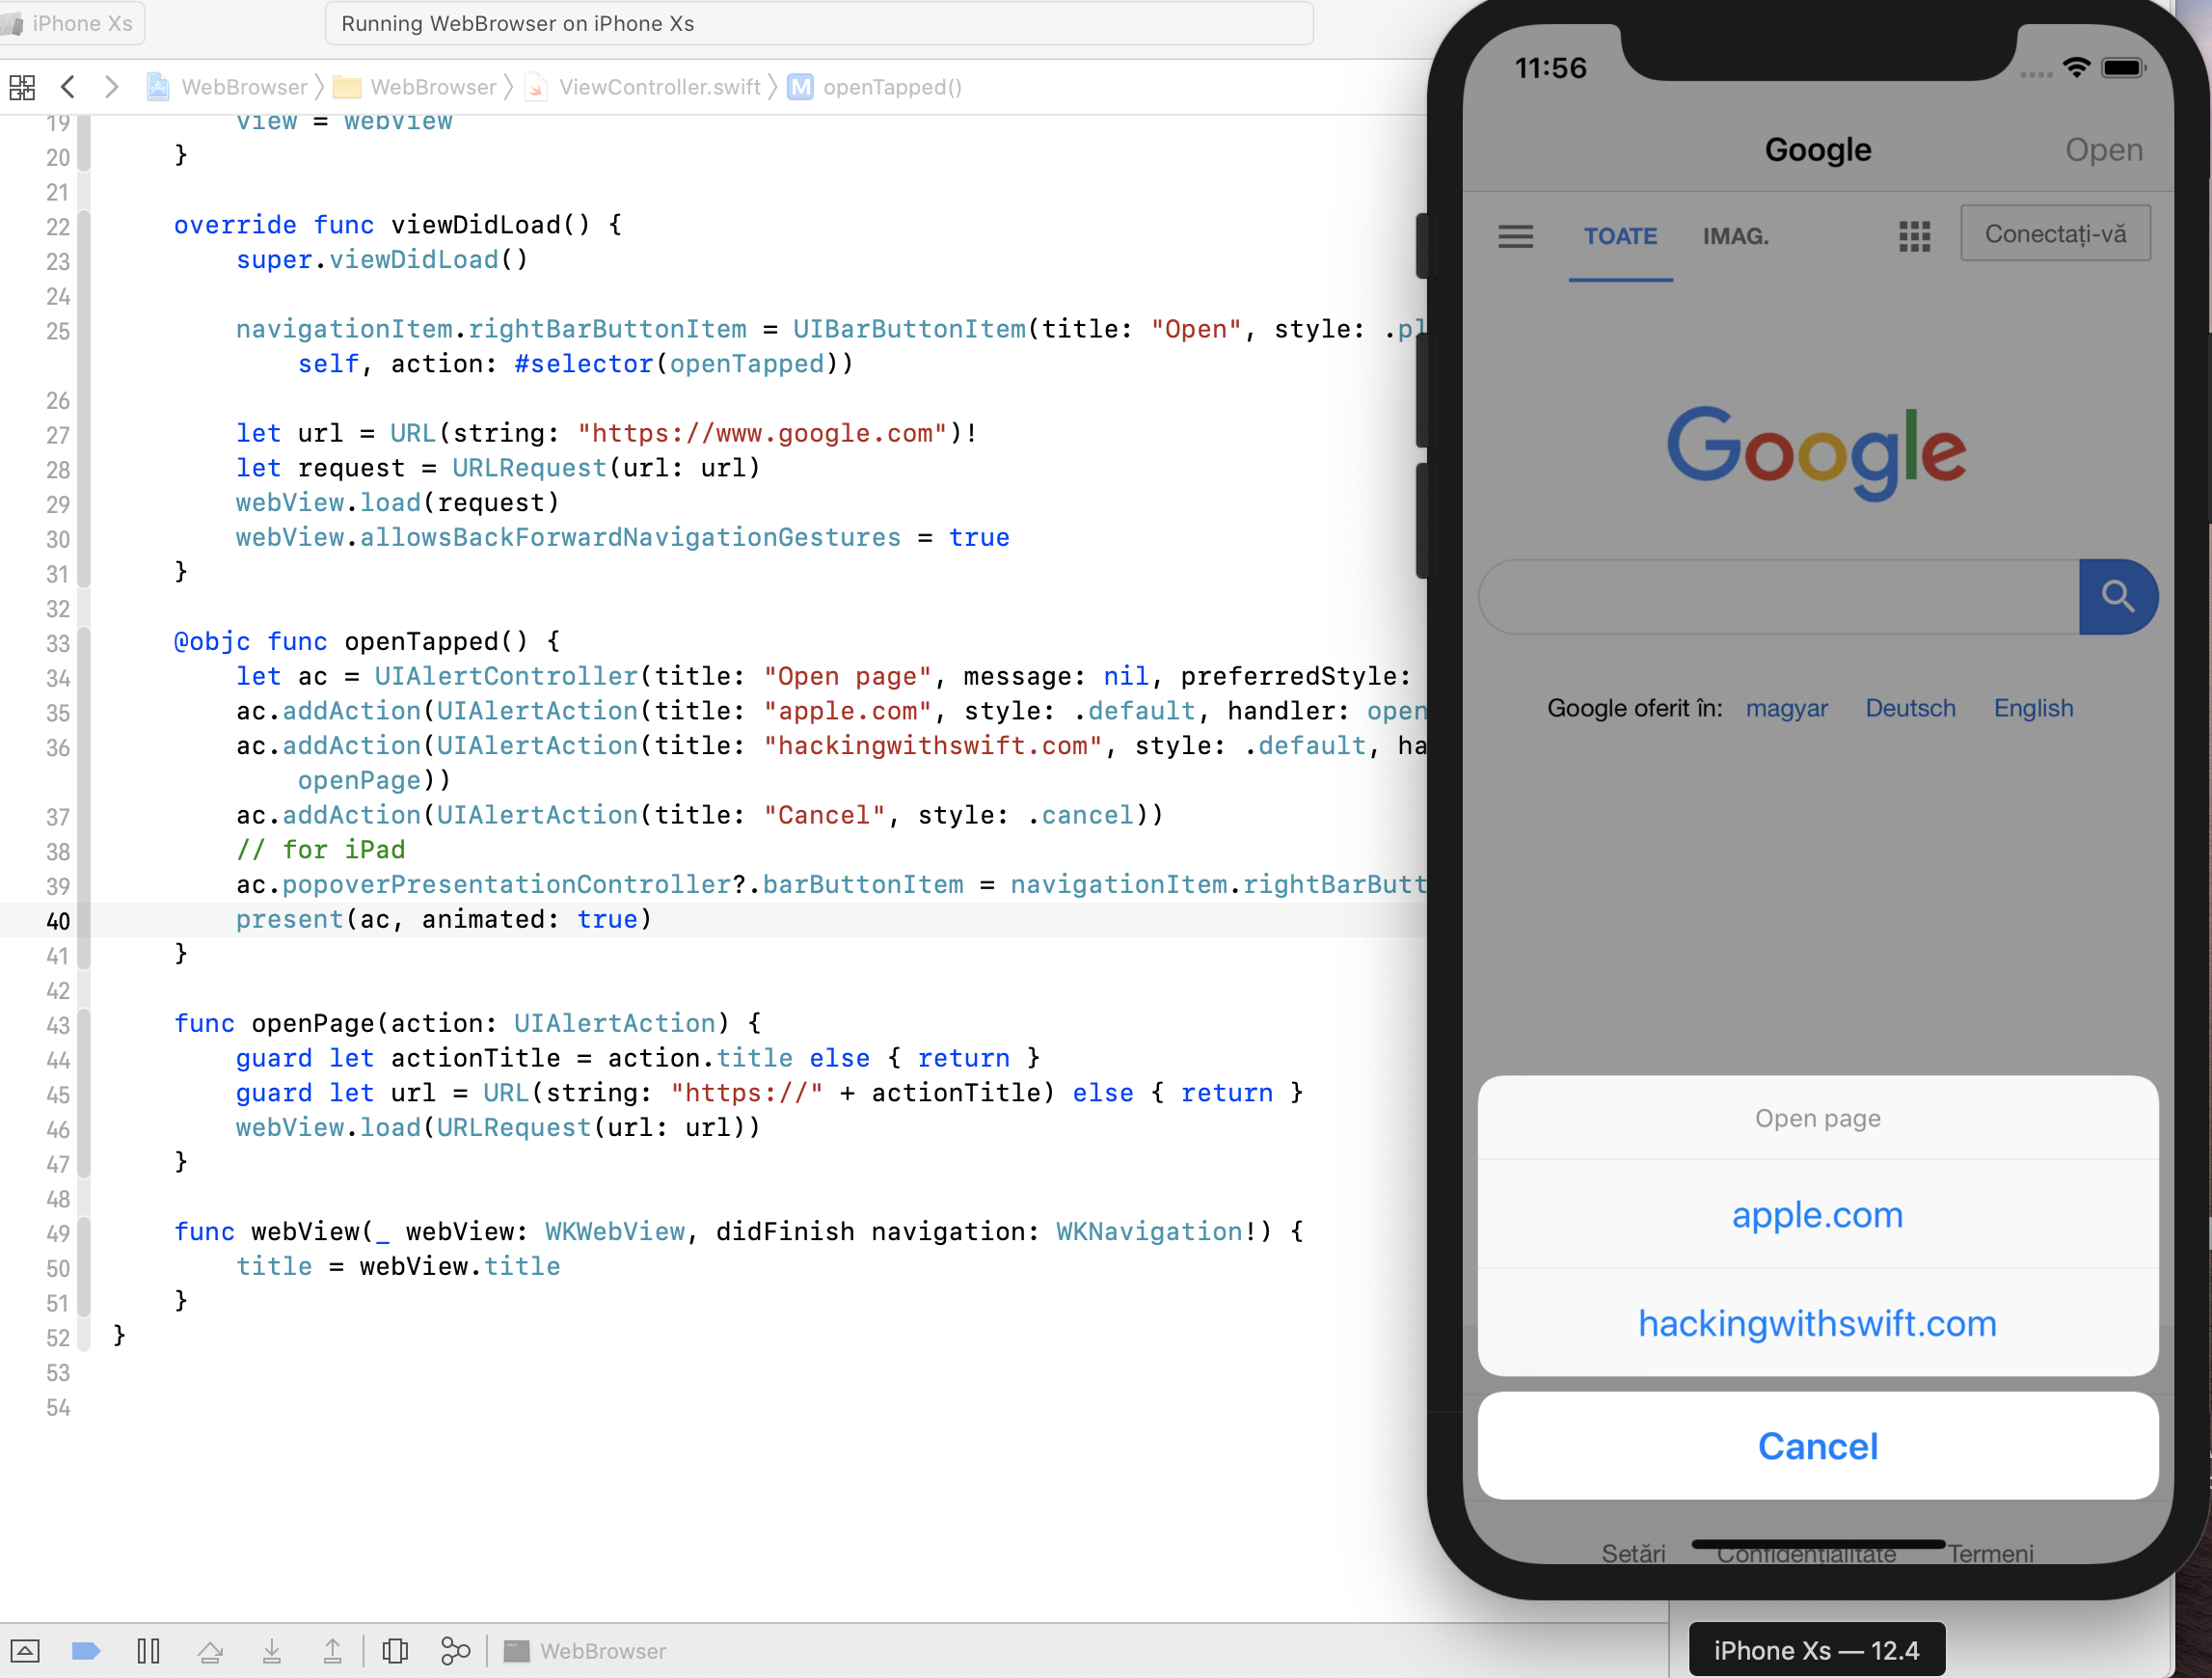 iPhone Xs
Running WebBrowser on iPhone Xs
WebBrowser
WebBrowser
ViewController.swift
M openTapped()
19 view = webView
20 }
21
22 override func viewDidLoad() {
23 super.viewDidLoad()
24
25 navigationItem.rightBarButtonItem = UIBarButtonItem(title: "Open", style: .pl
self, action: #selector(openTapped))
26
27 let url = URL(string: "https://www.google.com")!
28 let request = URLRequest(url: url)
29 webView.load(request)
30 webView.allowsBackForwardNavigationGestures = true
31 }
32
33 @objc func openTapped() {
34 let ac = UIAlertController(title: "Open page", message: nil, preferredStyle:
35 ac.addAction(UIAlertAction(title: "apple.com", style: .default, handler: open
36 ac.addAction(UIAlertAction(title: "hackingwithswift.com", style: .default, ha
openPage))
37 ac.addAction(UIAlertAction(title: "Cancel", style: .cancel))
38 // for iPad
39 ac.popoverPresentationController?.barButtonItem = navigationItem.rightBarButt
40 present(ac, animated: true)
41 }
42
43 func openPage(action: UIAlertAction) {
44 guard let actionTitle = action.title else { return }
45 guard let url = URL(string: "https://" + actionTitle) else { return }
46 webView.load(URLRequest(url: url))
47 }
48
49 func webView(_ webView: WKWebView, didFinish navigation: WKNavigation!) {
50 title = webView.title
51 }
52 }
53
54
WebBrowser
11:56
Google
Open
TOATE
IMAG.
Conectați-vă
Google
Google oferit în: magyar Deutsch English
Open page
apple.com
hackingwithswift.com
Cancel
Setări Confidențialitate Termeni
iPhone Xs — 12.4